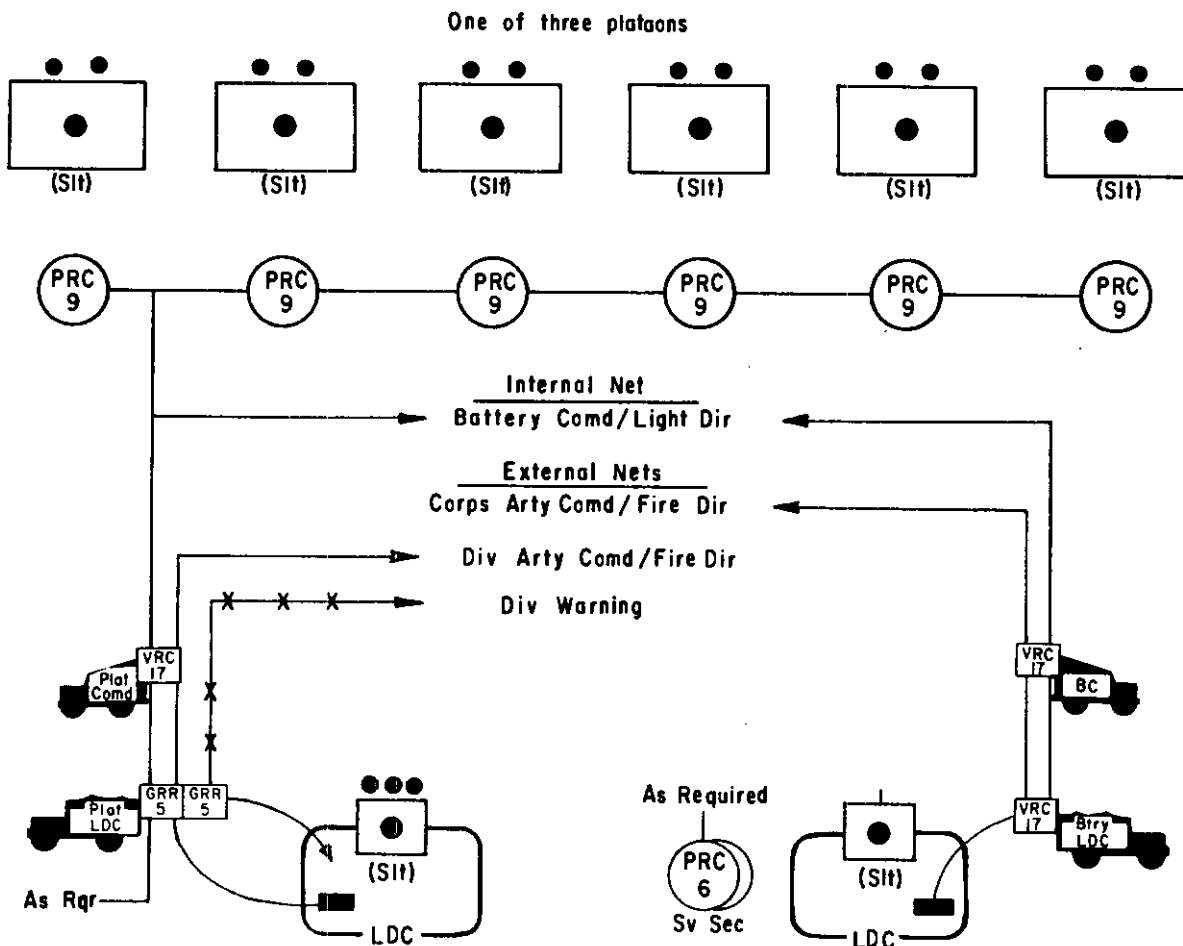 One of three plataons
(Slt) (Slt) (Slt) (Slt) (Slt) (Slt)
PRC 9 PRC 9 PRC 9 PRC 9 PRC 9 PRC 9
Internal Net
Battery Comd/Light Dir
External Nets
Corps Arty Comd/Fire Dir
Div Arty Comd/Fire Dir
Div Warning
VRC
17
Plat
Comd
VRC
17
BC
GRR
5
GRR
5
Plat
LDC
As Rqr
(Slt)
LDC
As Required
PRC
6
Sv Sec
(Slt)
LDC
VRC
17
Btry
LDC